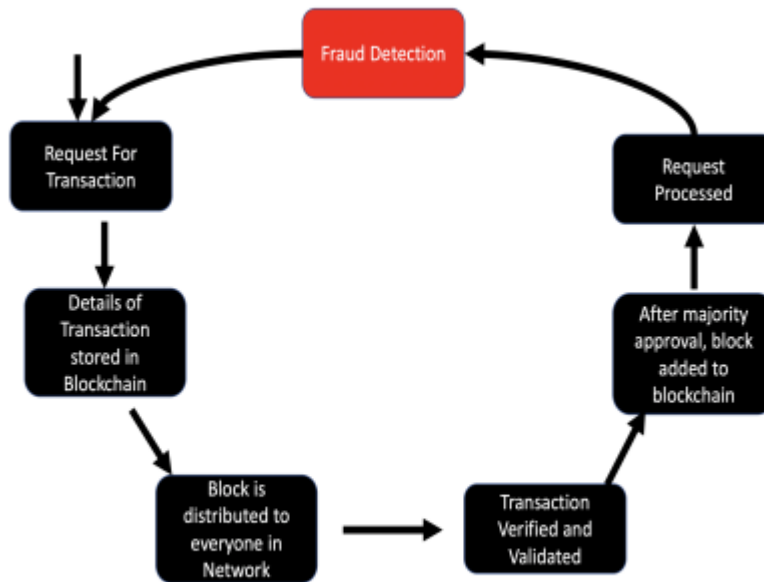 Fraud Detection
Request For
Transaction
Details of
Transaction
stored in
Blockchain
Block is
distributed to
everyone in
Network
Transaction
Verified and
Validated
After majority
approval, block
added to
blockchain
Request
Processed